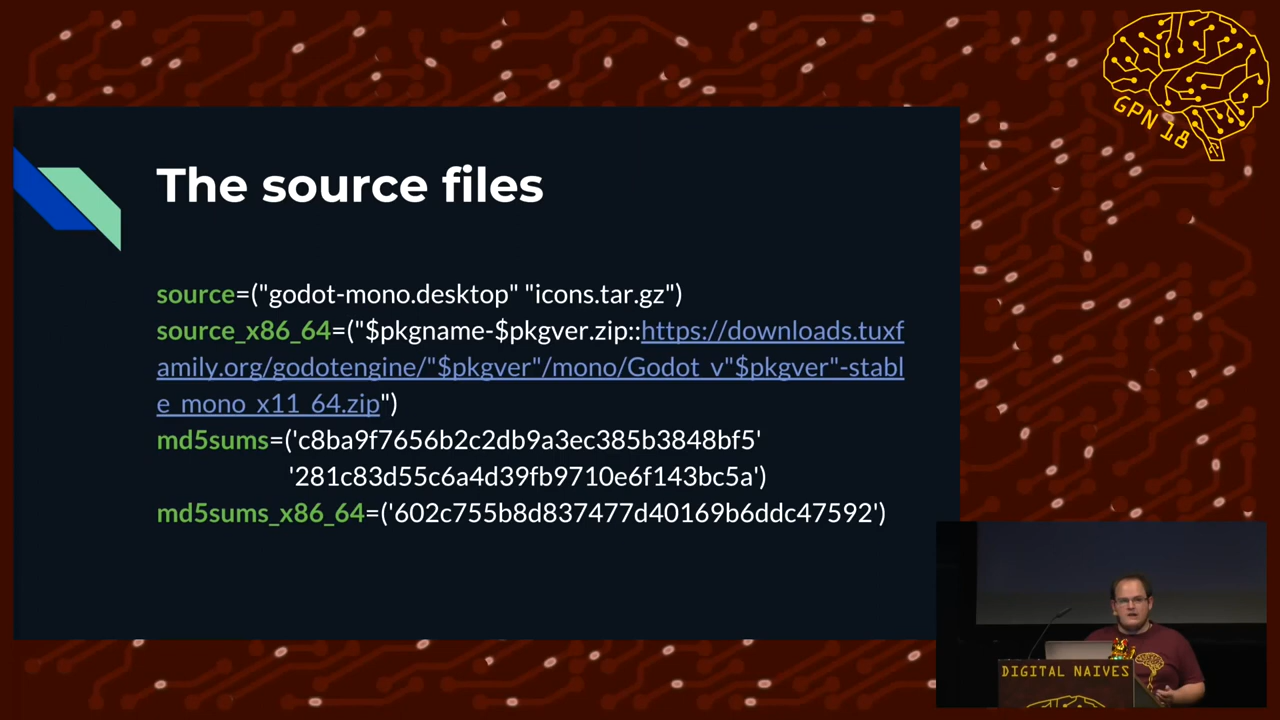 GPN 18
The source files
source=("godot-mono.desktop" "icons.tar.gz")
source_x86_64=("$pkgname-$pkgver.zip::https://downloads.tuxf
amily.org/godotengine/"$pkgver"/mono/Godot_v"$pkgver"-stabl
e_mono_x11_64.zip")
md5sums=('c8ba9f7656b2c2db9a3ec385b3848bf5'
'281c83d55c6a4d39fb9710e6f143bc5a')
md5sums_x86_64=('602c755b8d837477d40169b6ddc47592')
DIGITAL NAIVES